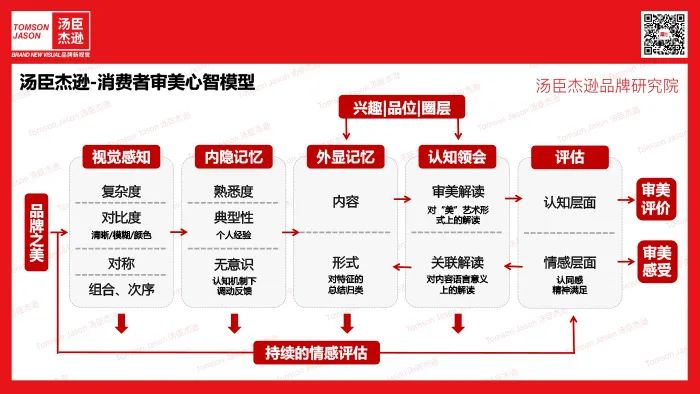 TOMSON
JASON
汤臣
杰逊
BRAND NEW VISUAL品牌新视觉
汤臣杰逊-消费者审美心智模型
汤臣杰逊品牌研究院
兴趣|品位|圈层
视觉感知
内隐记忆
外显记忆
认知领会
评估
品牌之美
复杂度
对比度
清晰/模糊/颜色
对称
组合、次序
熟悉度
典型性
个人经验
无意识
认知机制下
调动反馈
内容
形式
对特征的
总结归类
审美解读
对“美”艺术形
式上的解读
关联解读
对内容语言意义
上的解读
认知层面
情感层面
认同感
精神满足
审美
评价
审美
感受
持续的情感评估
Tomson Jason 汤臣杰逊